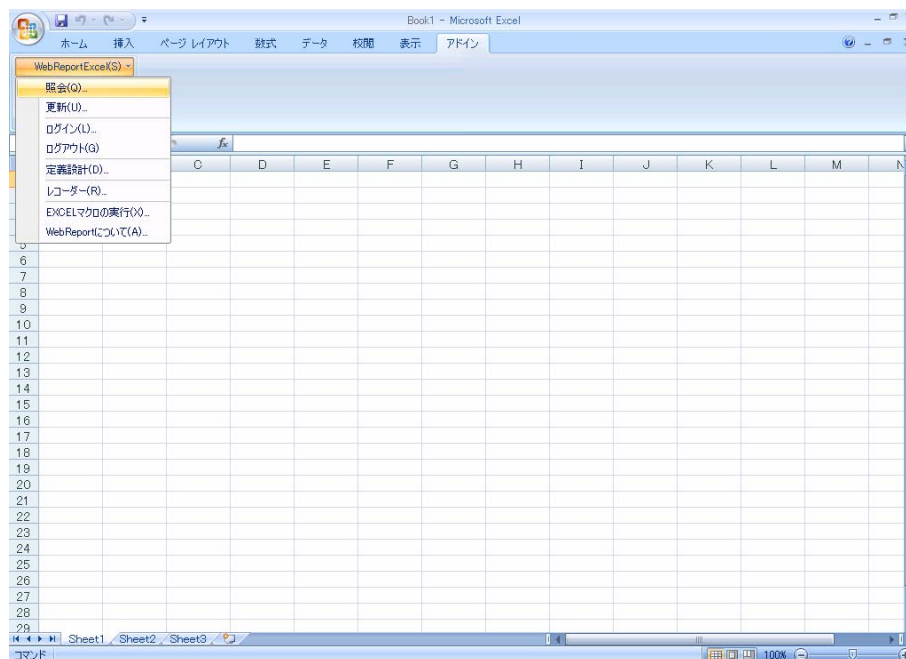 Book1 - Microsoft Excel
ホーム 挿入 ページ レイアウト 数式 データ 校閲 表示 アドイン
WebReportExcel(S)
照会(Q)...
更新(U)...
ログイン(L)...
ログアウト(G)
定義設計(D)...
レコーダー(R)...
EXCELマクロの実行(X)...
WebReportについて(A)...
fx
C D E F G H I J K L M N
5
6
7
8
9
10
11
12
13
14
15
16
17
18
19
20
21
22
23
24
25
26
27
28
29
Sheet1 Sheet2 Sheet3
コマンド 100%